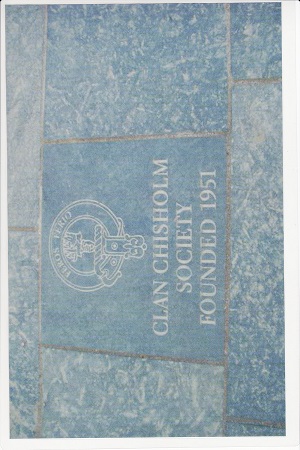 FEROS FERIO
CLAN CHISHOLM
SOCIETY
FOUNDED 1951